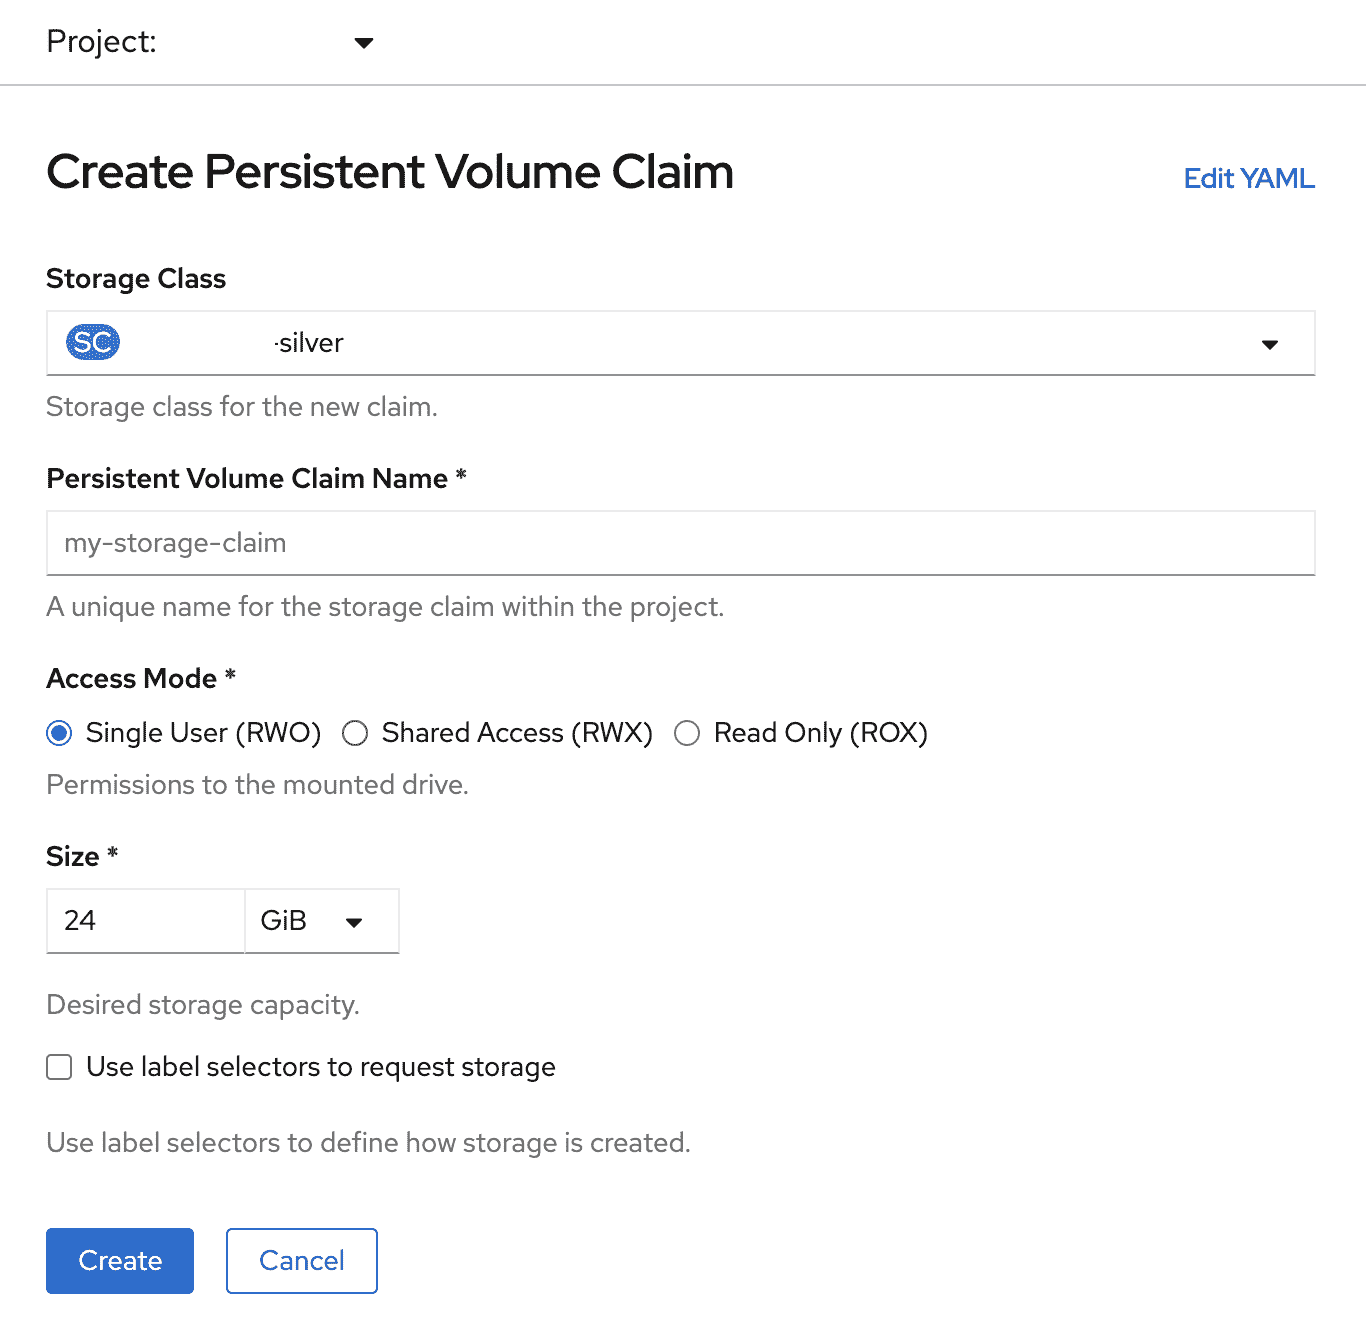 Project:
Create Persistent Volume Claim
Edit YAML
Storage Class
SC -silver
Storage class for the new claim.
Persistent Volume Claim Name *
my-storage-claim
A unique name for the storage claim within the project.
Access Mode *
Single User (RWO) Shared Access (RWX) Read Only (ROX)
Permissions to the mounted drive.
Size *
24 GiB
Desired storage capacity.
Use label selectors to request storage
Use label selectors to define how storage is created.
Create Cancel